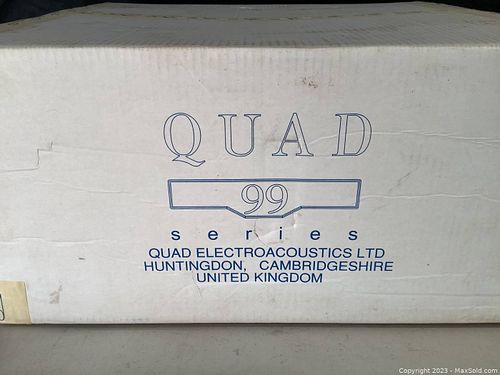 QUAD
99
series
QUAD ELECTROACOUSTICS LTD
HUNTINGDON, CAMBRIDGESHIRE
UNITED KINGDOM
Copyright 2023 - MaxSold.com